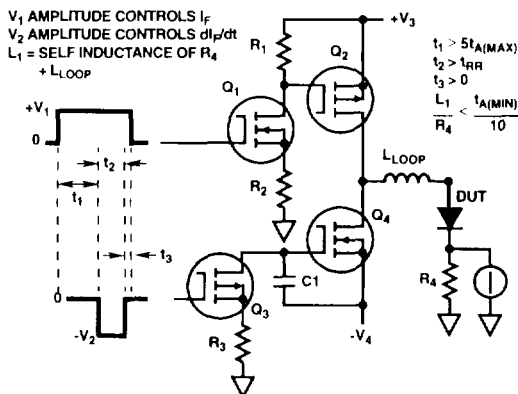 V1 AMPLITUDE CONTROLS IF
V2 AMPLITUDE CONTROLS dIF/dt
L1 = SELF INDUCTANCE OF R4
+ LLOOP
+V3
t1 > 5tA(MAX)
t2 > tRR
t3 > 0
L1/R4 < tA(MIN)/10
R1
Q2
Q1
+V1
0
t2
t1
t3
R2
LLOOP
DUT
Q4
0
-V2
Q3
C1
R4
R3
-V4